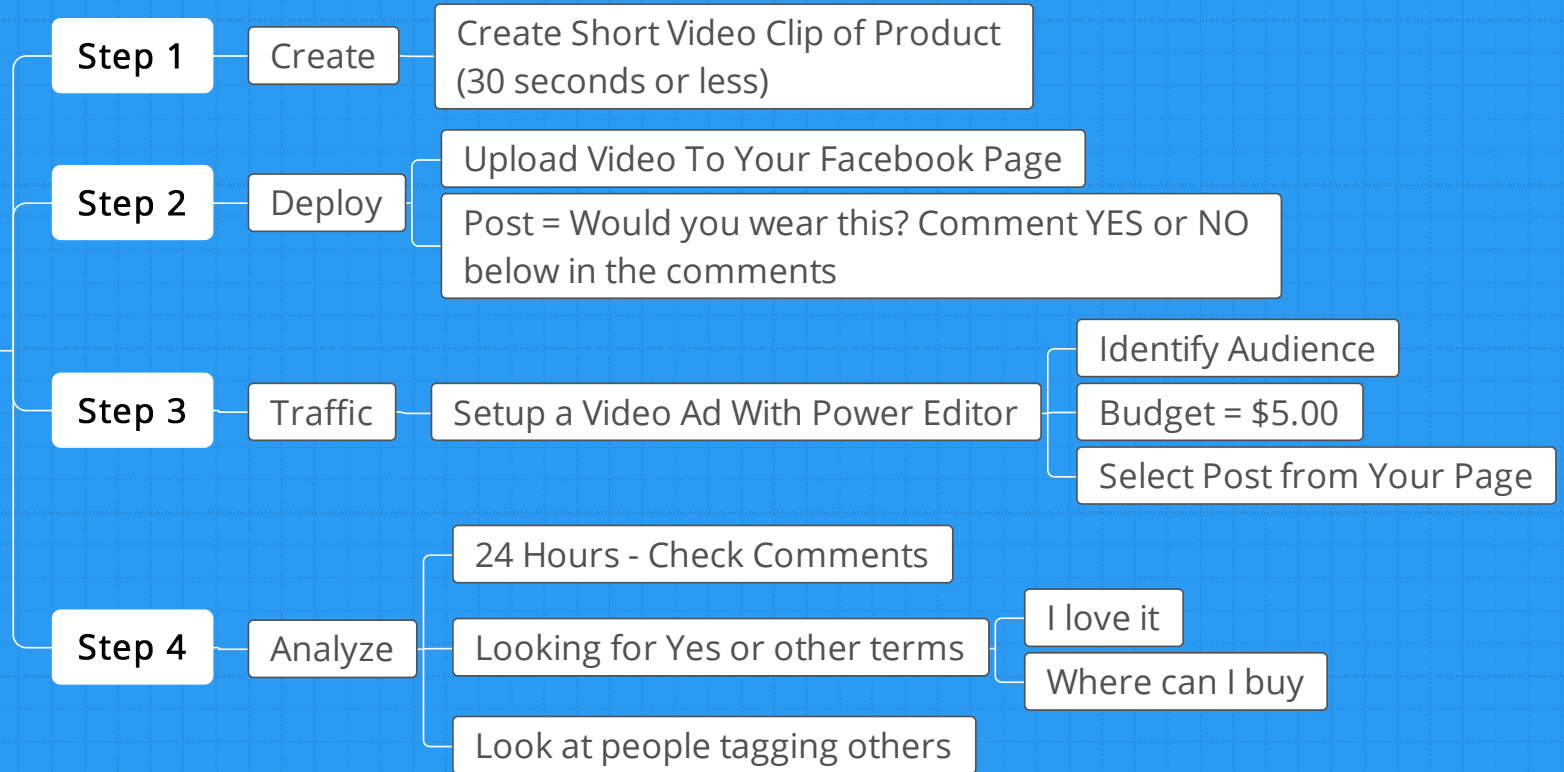 Step 1
Create
Create Short Video Clip of Product
(30 seconds or less)
Step 2
Deploy
Upload Video To Your Facebook Page
Post = Would you wear this? Comment YES or NO
below in the comments
Step 3
Traffic
Setup a Video Ad With Power Editor
Identify Audience
Budget = $5.00
Select Post from Your Page
Step 4
Analyze
24 Hours - Check Comments
Looking for Yes or other terms
I love it
Where can I buy
Look at people tagging others